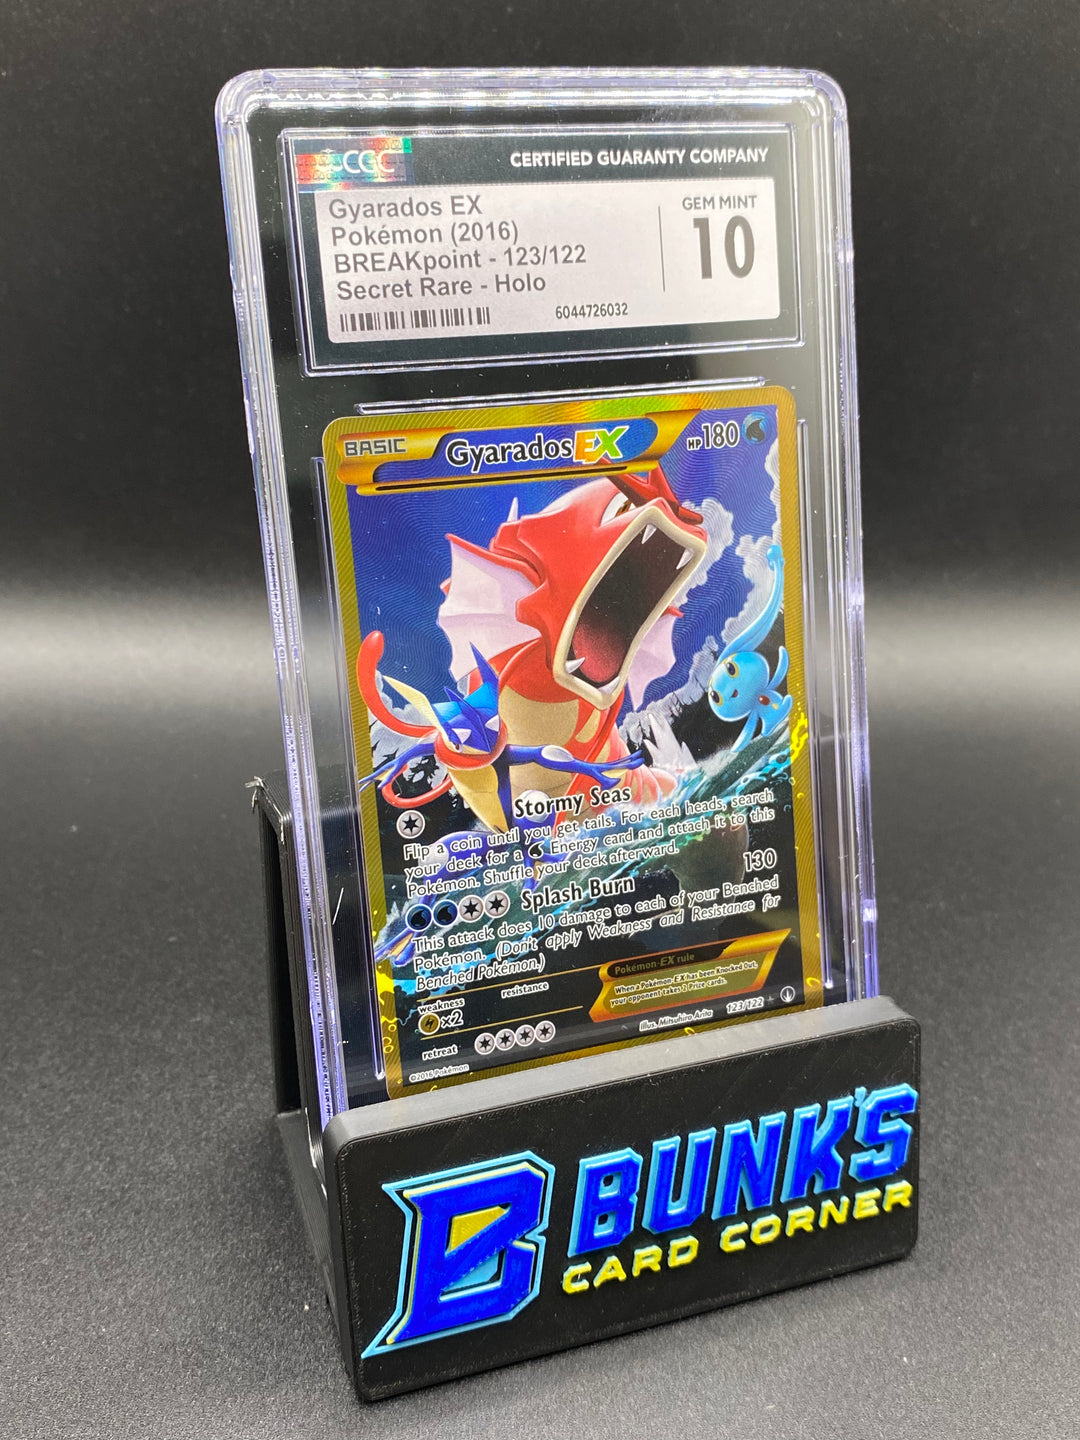 CGC
CERTIFIED GUARANTY COMPANY
Gyarados EX
Pokémon (2016)
BREAKpoint - 123/122
Secret Rare - Holo
GEM MINT
10
6044726032
BASIC
Gyarados EX
HP 180
Stormy Seas
Flip a coin until you get tails. For each heads, search
your deck for a Energy card and attach it to this
Pokémon. Shuffle your deck afterward.
Splash Burn 130
This attack does 10 damage to each of your Benched
Pokémon. (Don't apply Weakness and Resistance for
Benched Pokémon.)
weakness
resistance
x2
retreat
Pokémon-EX rule
When a Pokémon-EX has been Knocked Out,
your opponent takes 2 Prize cards.
Illus. Mitsuhiro Arita
123/122
©2016 Pokémon
B
BUNK'S
CARD CORNER